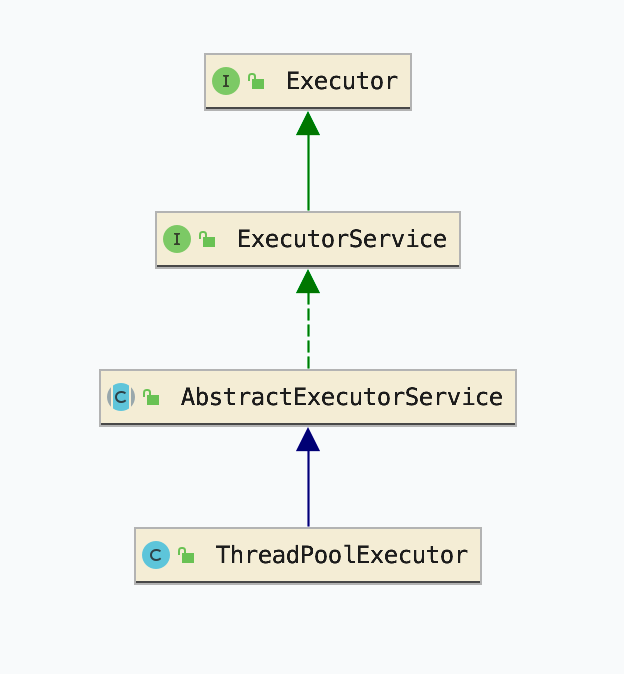 I Executor
I ExecutorService
C AbstractExecutorService
C ThreadPoolExecutor